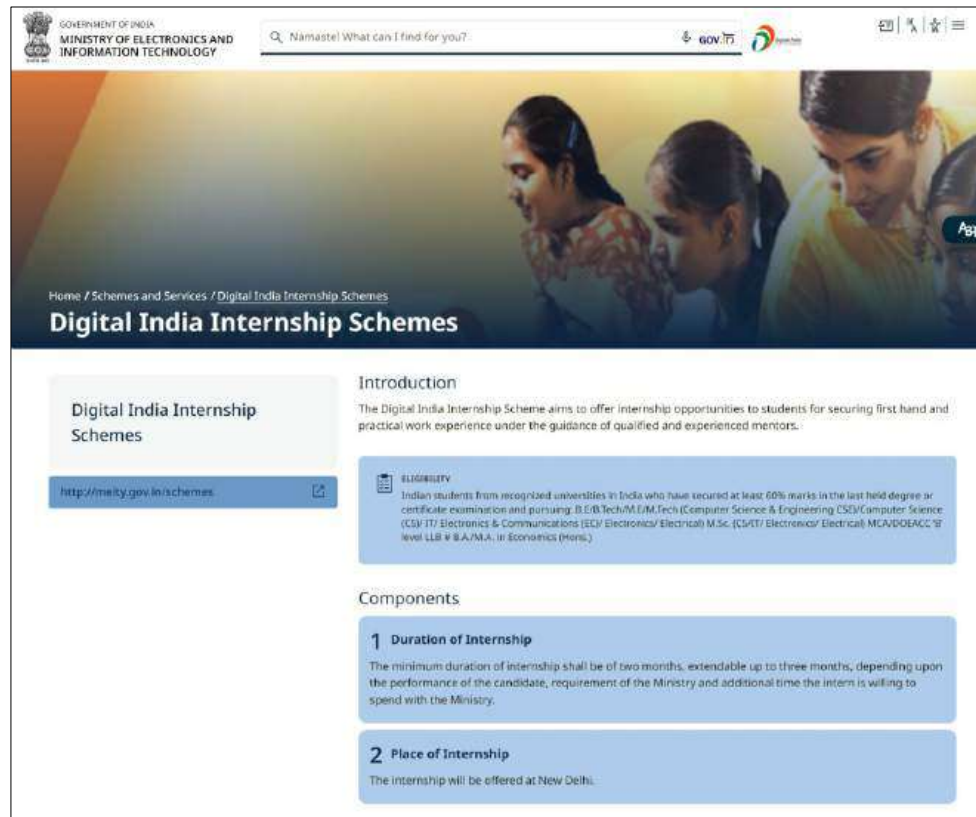 GOVERNMENT OF INDIA
MINISTRY OF ELECTRONICS AND
INFORMATION TECHNOLOGY
Namaste! What can I find for you?
GOV.In
Home / Schemes and Services / Digital India Internship Schemes
Digital India Internship Schemes
Digital India Internship
Schemes
http://meity.gov.in/schemes
Introduction
The Digital India Internship Scheme aims to offer internship opportunities to students for securing first hand and
practical work experience under the guidance of qualified and experienced mentors.
ELIGIBILITY
Indian students from recognized universities in India who have secured at least 60% marks in the last held degree or
certificate examination and pursuing: B.E/B.Tech/M.E/M.Tech (Computer Science & Engineering CSE)/Computer Science
(CS)/ IT/ Electronics & Communications (EC)/ Electronics/ Electrical) M.Sc. (CS/IT/ Electronics/ Electrical) MCA/DOEACC 'B'
level LLB # B.A./M.A. in Economics (Hons.)
Components
1 Duration of Internship
The minimum duration of internship shall be of two months, extendable up to three months, depending upon
the performance of the candidate, requirement of the Ministry and additional time the intern is willing to
spend with the Ministry.
2 Place of Internship
The internship will be offered at New Delhi.